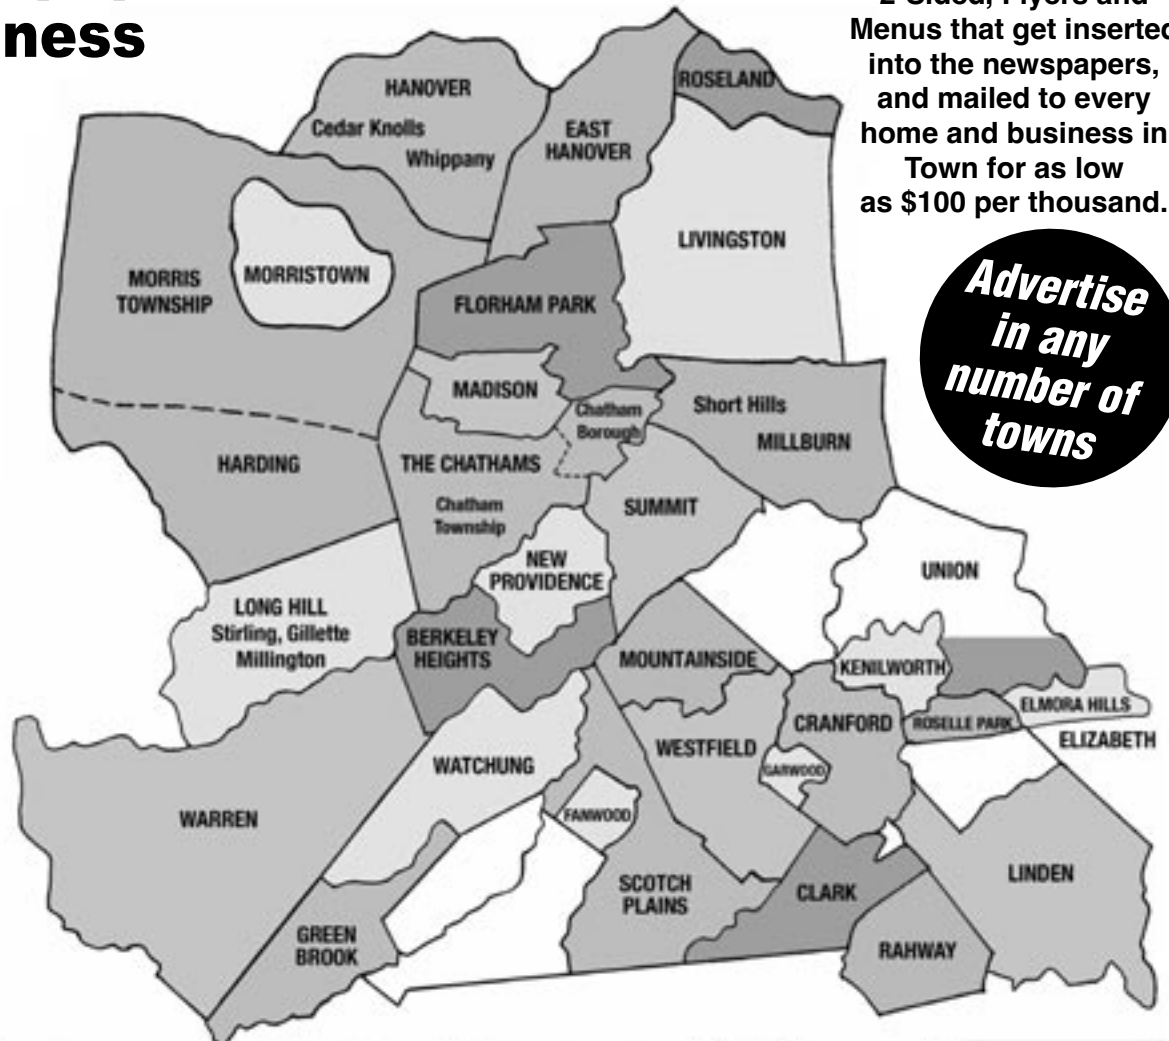 ness
2-Sided, Flyers and
Menus that get inserted
into the newspapers,
and mailed to every
home and business in
Town for as low
as $100 per thousand.
Advertise
in any
number of
towns
HANOVER
Cedar Knolls
Whippany
EAST
HANOVER
ROSELAND
LIVINGSTON
MORRIS
TOWNSHIP
MORRISTOWN
FLORHAM PARK
MADISON
Chatham
Borough
Short Hills
MILLBURN
HARDING
THE CHATHAMS
Chatham
Township
SUMMIT
NEW
PROVIDENCE
UNION
LONG HILL
Stirling, Gillette
Millington
BERKELEY
HEIGHTS
MOUNTAINSIDE
KENILWORTH
ELMORA HILLS
ROSELLE PARK
ELIZABETH
CRANFORD
WESTFIELD
GARWOOD
WATCHUNG
WARREN
FANWOOD
SCOTCH
PLAINS
CLARK
LINDEN
GREEN
BROOK
RAHWAY